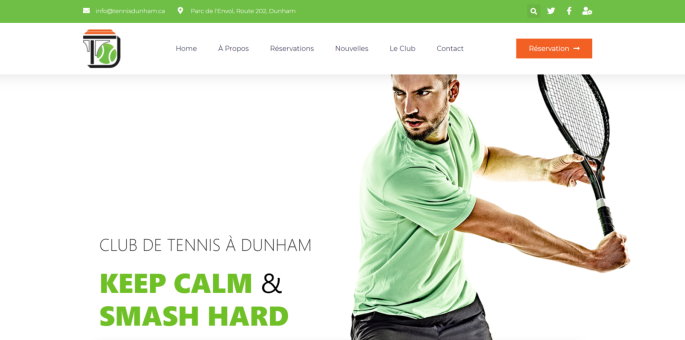 info@tennisdunham.ca Parc de l'Envol, Route 202, Dunham
Home À Propos Réservations Nouvelles Le Club Contact Réservation
CLUB DE TENNIS À DUNHAM
KEEP CALM &
SMASH HARD